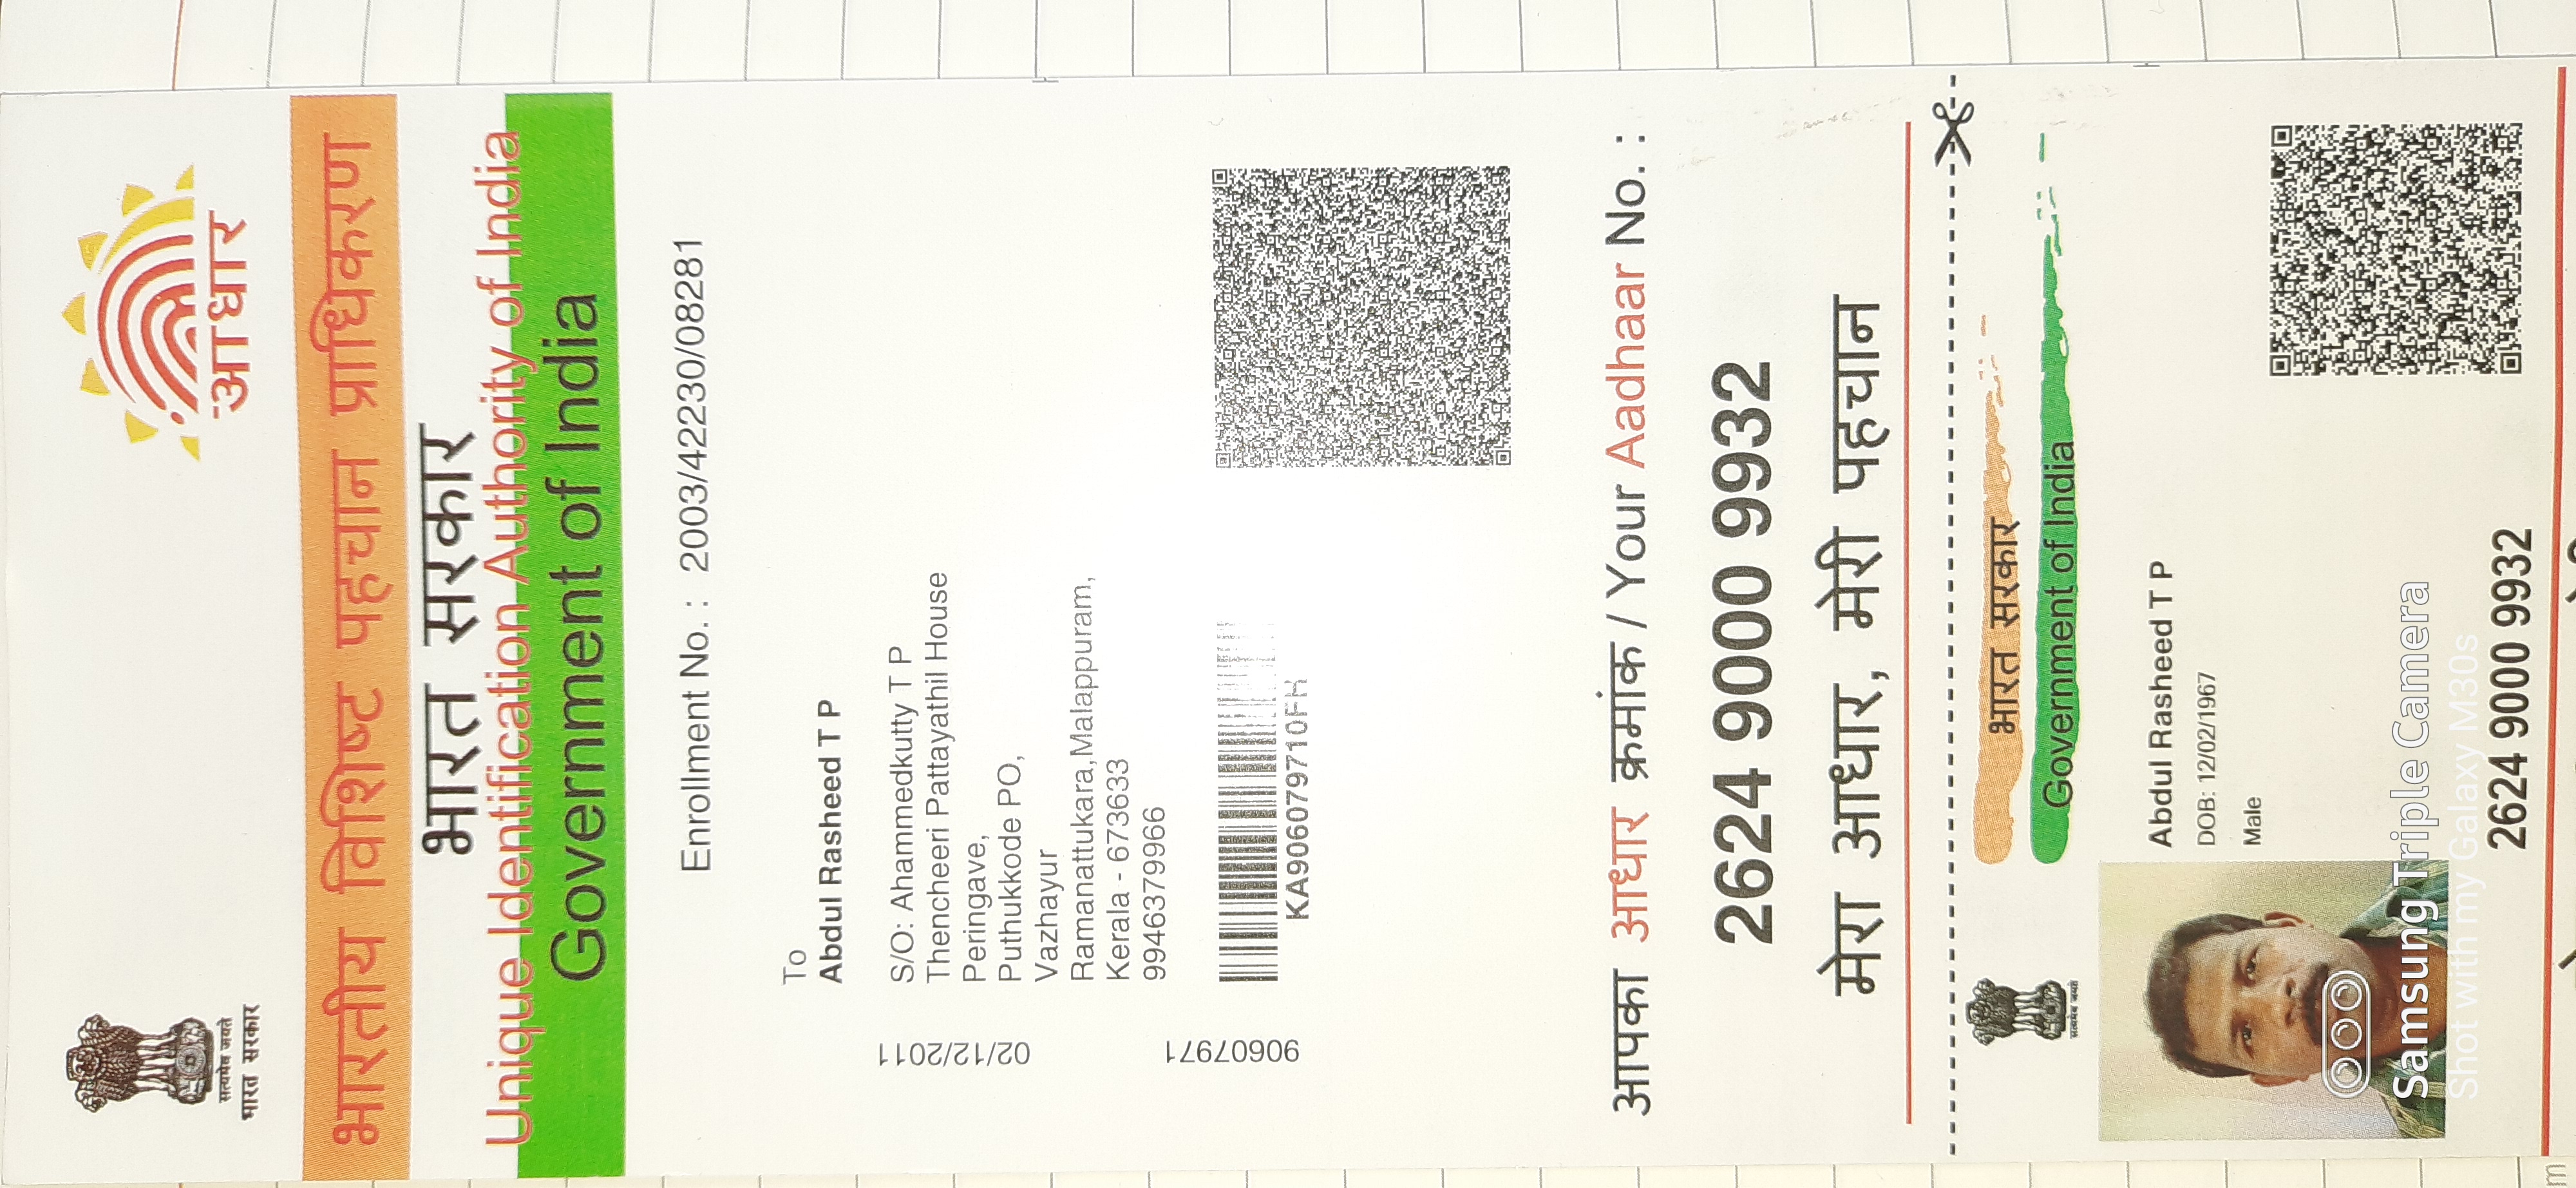 सत्यमेव जयते
भारत सरकार
आधार
भारतीय विशिष्ट पहचान प्राधिकरण
भारत सरकार
Unique Identification Authority of India
Government of India
Enrollment No. : 2003/42230/08281
To
Abdul Rasheed T P
S/O: Ahammedkutty T P
Thencheeri Pattayathil House
Peringave,
Puthukkode PO,
Vazhayur
Ramanattukara,Malappuram,
Kerala - 673633
9946379966
02/12/2011
90607971
KA906079710FH
आपका आधार क्रमांक / Your Aadhaar No. :
2624 9000 9932
मेरा आधार, मेरी पहचान
सत्यमेव जयते
भारत सरकार
Government of India
Abdul Rasheed T P
DOB: 12/02/1967
Male
Samsung Triple Camera
Shot with my Galaxy M30s
2624 9000 9932